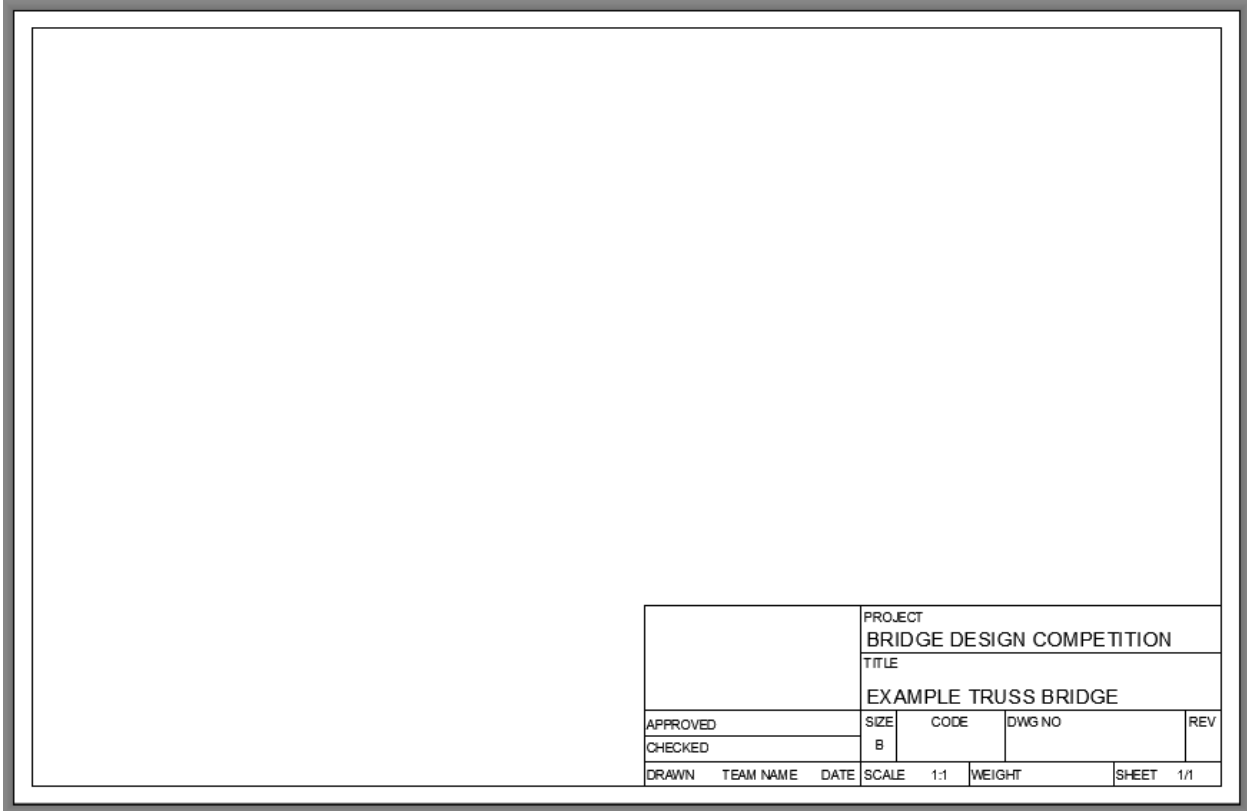 PROJECT
BRIDGE DESIGN COMPETITION
TITLE
EXAMPLE TRUSS BRIDGE
APPROVED
SIZE CODE DWG NO REV
CHECKED
B
DRAWN TEAM NAME DATE SCALE 1:1 WEIGHT SHEET 1/1